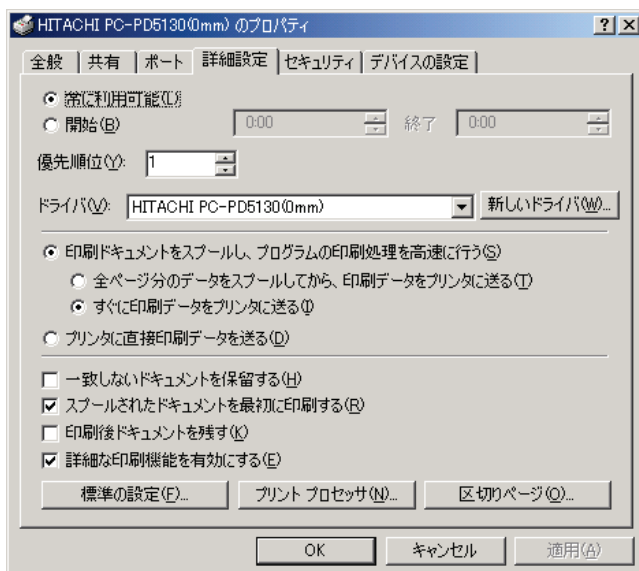 HITACHI PC-PD5130(0mm) のプロパティ
全般 共有 ポート 詳細設定 セキュリティ デバイスの設定
常に利用可能(L)
開始(B) 0:00 終了 0:00
優先順位(Y): 1
ドライバ(V): HITACHI PC-PD5130(0mm) 新しいドライバ(W)...
印刷ドキュメントをスプールし、プログラムの印刷処理を高速に行う(S)
全ページ分のデータをスプールしてから、印刷データをプリンタに送る(T)
すぐに印刷データをプリンタに送る(I)
プリンタに直接印刷データを送る(D)
一致しないドキュメントを保留する(H)
スプールされたドキュメントを最初に印刷する(R)
印刷後ドキュメントを残す(K)
詳細な印刷機能を有効にする(E)
標準の設定(F)... プリント プロセッサ(N)... 区切りページ(O)...
OK キャンセル 適用(A)